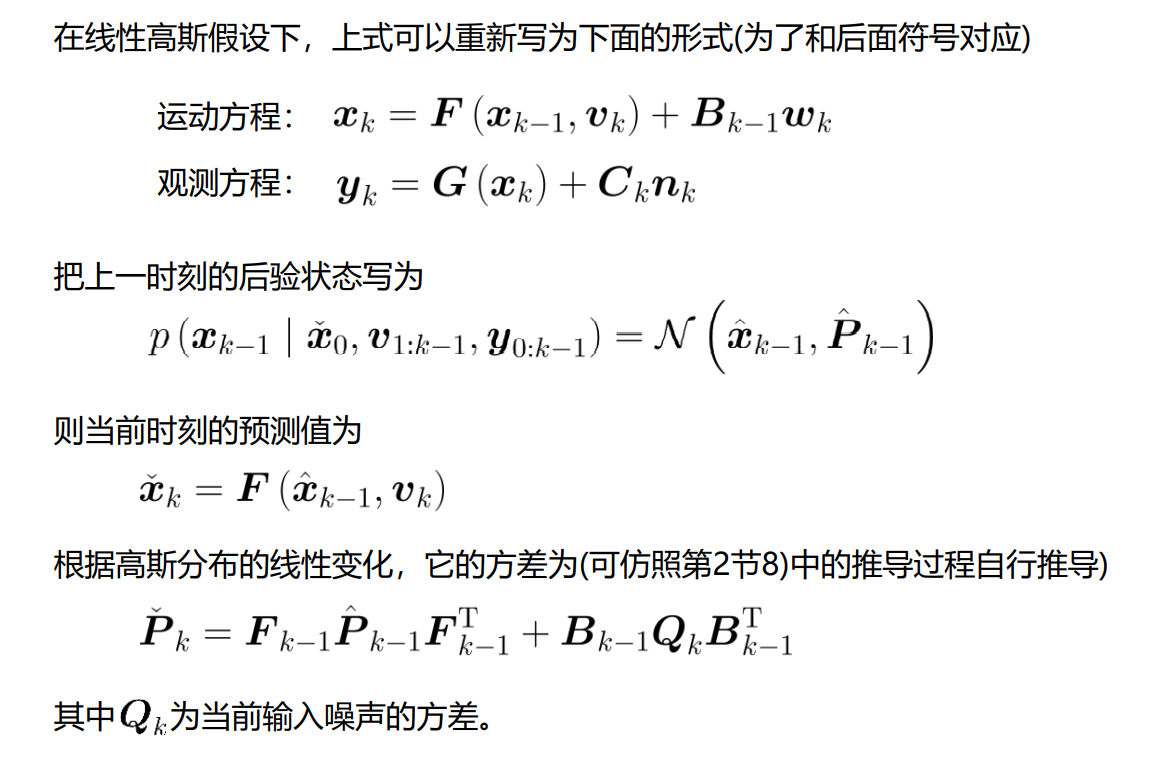 在线性高斯假设下，上式可以重新写为下面的形式(为了和后面符号对应)
运动方程： $\boldsymbol{x}_k = \boldsymbol{F}\left(\boldsymbol{x}_{k-1}, \boldsymbol{v}_k\right) + \boldsymbol{B}_{k-1}\boldsymbol{w}_k$
观测方程： $\boldsymbol{y}_k = \boldsymbol{G}\left(\boldsymbol{x}_k\right) + \boldsymbol{C}_k\boldsymbol{n}_k$
把上一时刻的后验状态写为
$p\left(\boldsymbol{x}_{k-1} \mid \check{\boldsymbol{x}}_0, \boldsymbol{v}_{1:k-1}, \boldsymbol{y}_{0:k-1}\right) = \mathcal{N}\left(\hat{\boldsymbol{x}}_{k-1}, \hat{\boldsymbol{P}}_{k-1}\right)$
则当前时刻的预测值为
$\check{\boldsymbol{x}}_k = \boldsymbol{F}\left(\hat{\boldsymbol{x}}_{k-1}, \boldsymbol{v}_k\right)$
根据高斯分布的线性变化，它的方差为(可仿照第2节8)中的推导过程自行推导)
$\check{\boldsymbol{P}}_k = \boldsymbol{F}_{k-1}\hat{\boldsymbol{P}}_{k-1}\boldsymbol{F}_{k-1}^{\mathrm{T}} + \boldsymbol{B}_{k-1}\boldsymbol{Q}_k\boldsymbol{B}_{k-1}^{\mathrm{T}}$
其中$\boldsymbol{Q}_k$为当前输入噪声的方差。